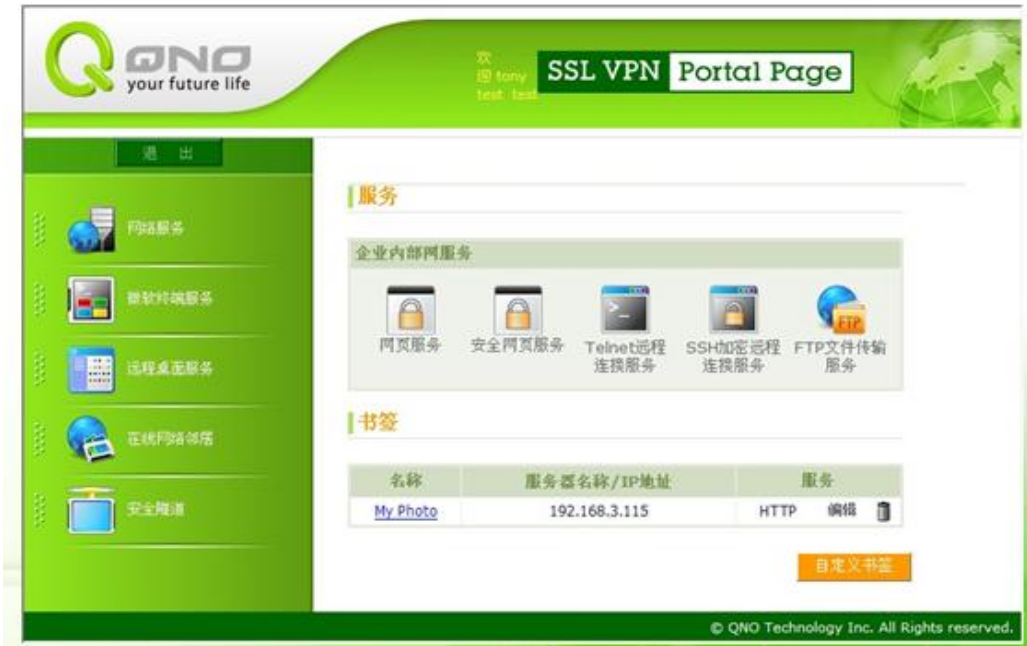 QNO
your future life
欢
迎 tony
test test
SSL VPN Portal Page
退 出
网络服务
微软终端服务
远程桌面服务
在线网络邻居
安全隧道
服务
企业内部网服务
网页服务
安全网页服务
Telnet远程
连接服务
SSH加密远程
连接服务
FTP文件传输
服务
FTP
书签
名称 服务器名称/IP地址 服务
My Photo 192.168.3.115 HTTP 编辑
自定义书签
© QNO Technology Inc. All Rights reserved.